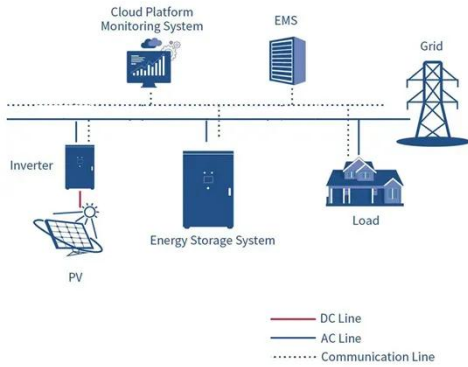 Cloud Platform
Monitoring System
EMS
Grid
Inverter
Energy Storage System
Load
PV
DC Line
AC Line
Communication Line